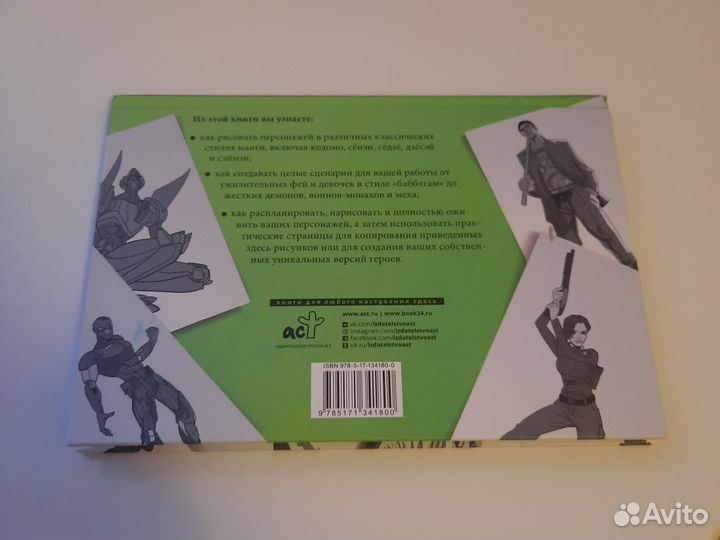 Из этой книги вы узнаете:
• как рисовать персонажей в различных классических
стилях манги, включая кодомо, сёнэн, сёдзё, дзёсэй
и сэйнэн;
• как создавать целые сценарии для вашей работы от
умилительных фей и девочек в стиле «бабблгам» до
жестких демонов, воинов-монахов и меха;
• как распланировать, нарисовать и полностью ожи-
вить ваших персонажей, а затем использовать прак-
тические страницы для копирования приведенных
здесь рисунков или для создания ваших собствен-
ных уникальных версий героев.
книги для любого настроения здесь
аст
ИЗДАТЕЛЬСКАЯ ГРУППА АСТ
www.ast.ru | www.book24.ru
vk.com/izdatelstvoast
instagram.com/izdatelstvoast
facebook.com/izdatelstvoast
ok.ru/izdatelstvoast
ISBN 978-5-17-134180-0
9 785171 341800
Avito